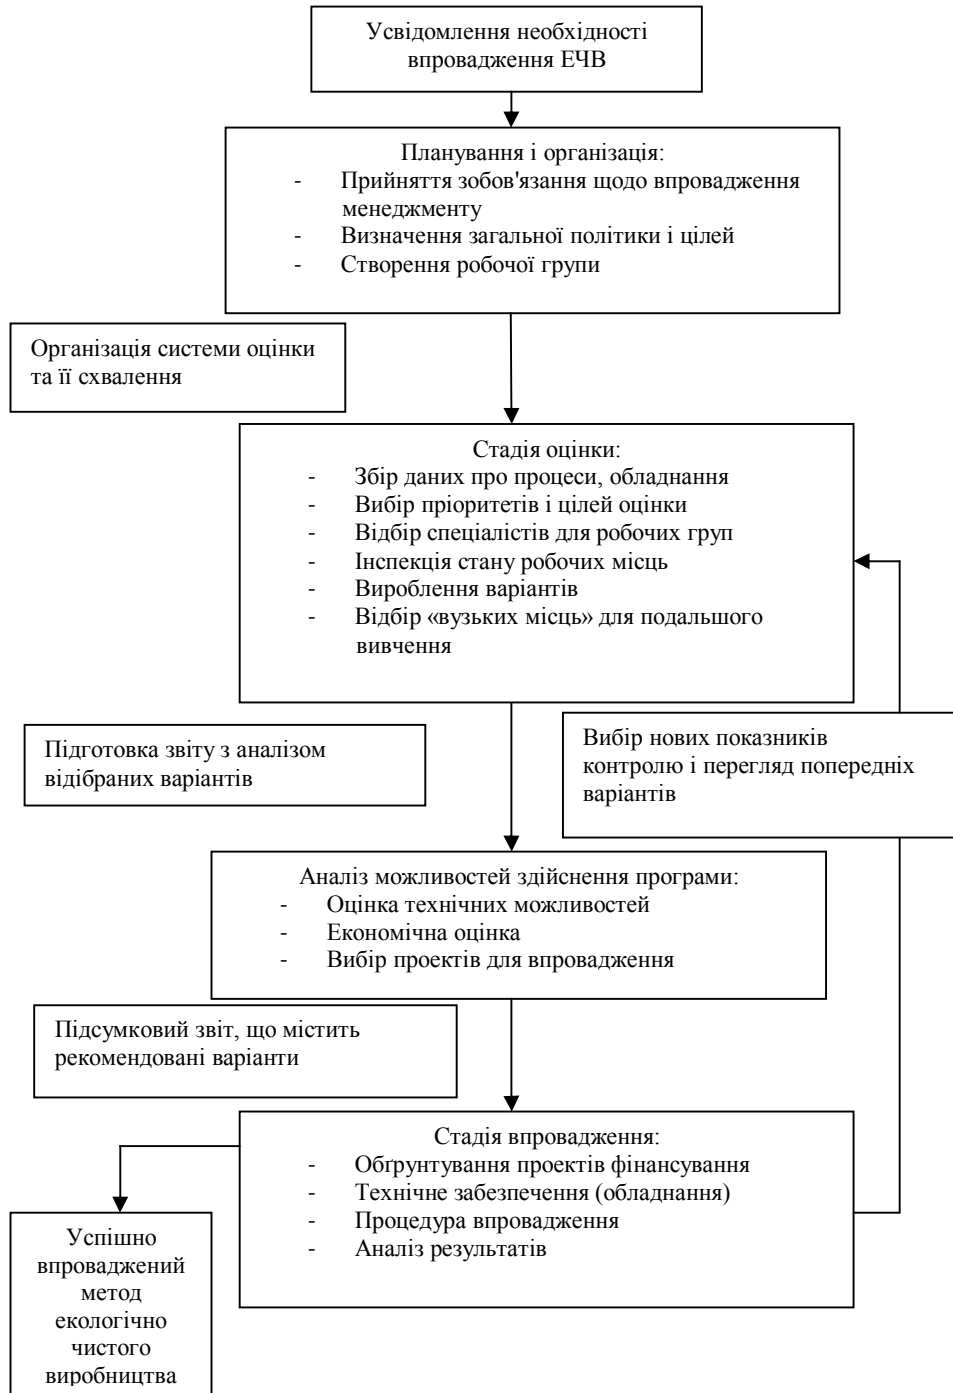 Усвідомлення необхідності
впровадження ЕЧВ
Планування і організація:
- Прийняття зобов'язання щодо впровадження
менеджменту
- Визначення загальної політики і цілей
- Створення робочої групи
Організація системи оцінки
та її схвалення
Стадія оцінки:
- Збір даних про процеси, обладнання
- Вибір пріоритетів і цілей оцінки
- Відбір спеціалістів для робочих груп
- Інспекція стану робочих місць
- Вироблення варіантів
- Відбір «вузьких місць» для подальшого
вивчення
Підготовка звіту з аналізом
відібраних варіантів
Вибір нових показників
контролю і перегляд попередніх
варіантів
Аналіз можливостей здійснення програми:
- Оцінка технічних можливостей
- Економічна оцінка
- Вибір проектів для впровадження
Підсумковий звіт, що містить
рекомендовані варіанти
Стадія впровадження:
- Обґрунтування проектів фінансування
- Технічне забезпечення (обладнання)
- Процедура впровадження
- Аналіз результатів
Успішно
впроваджений
метод
екологічно
чистого
виробництва